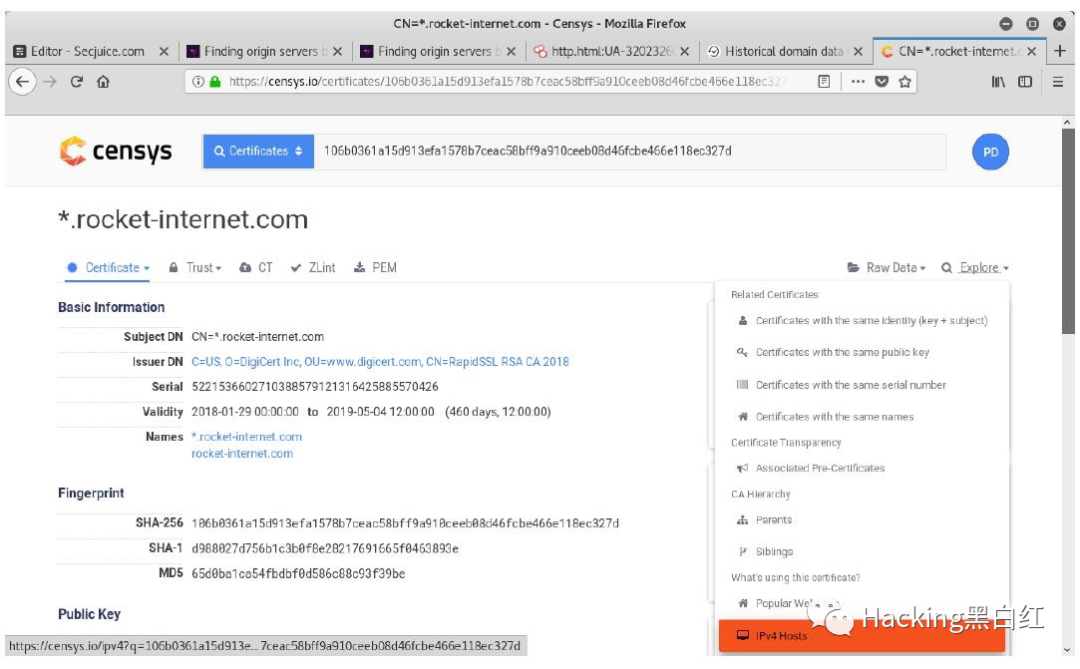 CN=*.rocket-internet.com - Censys - Mozilla Firefox
Editor - Secjuice.com
Finding origin servers b
Finding origin servers b
http.html:UA-3202326
Historical domain data
CN=*.rocket-internet.c
https://censys.io/certificates/106b0361a15d913efa1578b7ceac58bff9a910ceeb08d46fcbe466e118ec327
censys
Certificates
106b0361a15d913efa1578b7ceac58bff9a910ceeb08d46fcbe466e118ec327d
PD
*.rocket-internet.com
Certificate
Trust
CT
ZLint
PEM
Raw Data
Explore
Basic Information
Subject DN CN=*.rocket-internet.com
Issuer DN C=US, O=DigiCert Inc, OU=www.digicert.com, CN=RapidSSL RSA CA 2018
Serial 5221536602710388579121316425885570426
Validity 2018-01-29 00:00:00 to 2019-05-04 12:00:00 (460 days, 12:00:00)
Names *.rocket-internet.com
rocket-internet.com
Fingerprint
SHA-256 106b0361a15d913efa1578b7ceac58bff9a910ceeb08d46fcbe466e118ec327d
SHA-1 d988027d756b1c3b0f8e28217691665f0463893e
MD5 65d0ba1ca54fbdbf0d586c88c93f39be
Public Key
Related Certificates
Certificates with the same identity (key + subject)
Certificates with the same public key
Certificates with the same serial number
Certificates with the same names
Certificate Transparency
Associated Pre-Certificates
CA Hierarchy
Parents
Siblings
What's using this certificate?
Popular We
IPv4 Hosts
Hacking黑白红
https://censys.io/ipv4?q=106b0361a15d913e...7ceac58bff9a910ceeb08d46fcbe466e118ec327d